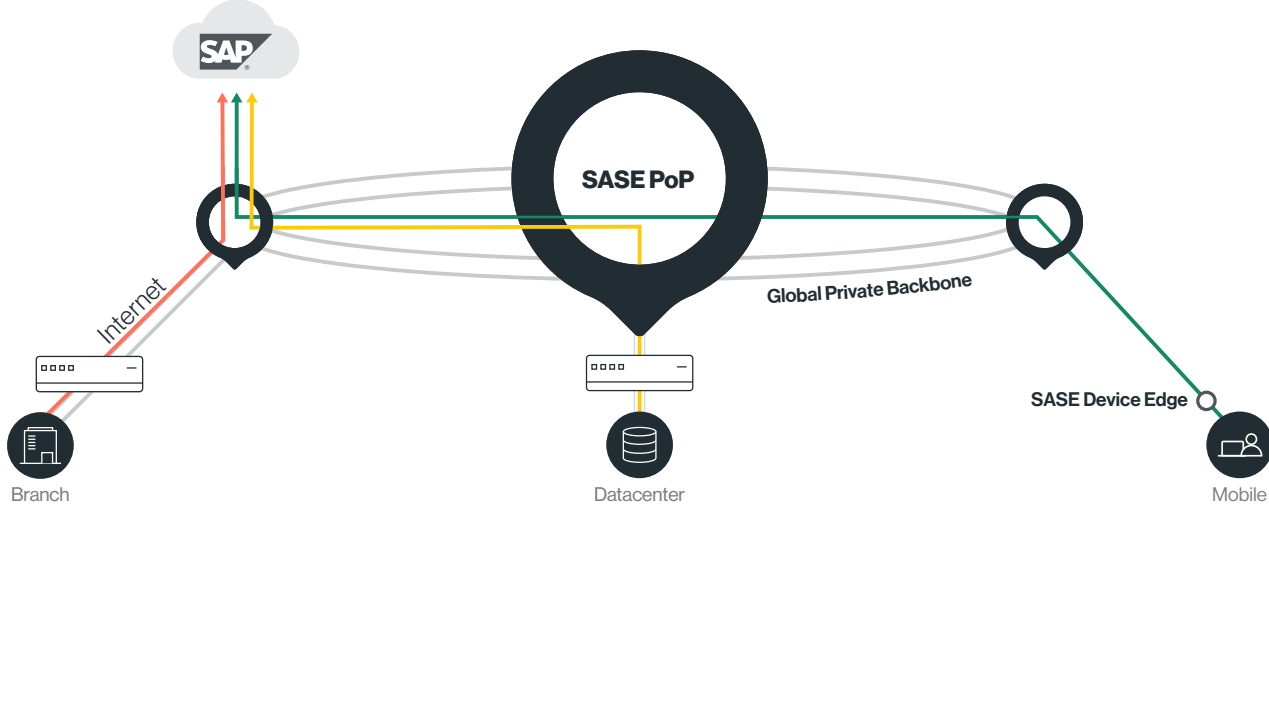 SAP
®
SASE PoP
Global Private Backbone
Internet
SASE Device Edge
Branch
Datacenter
Mobile